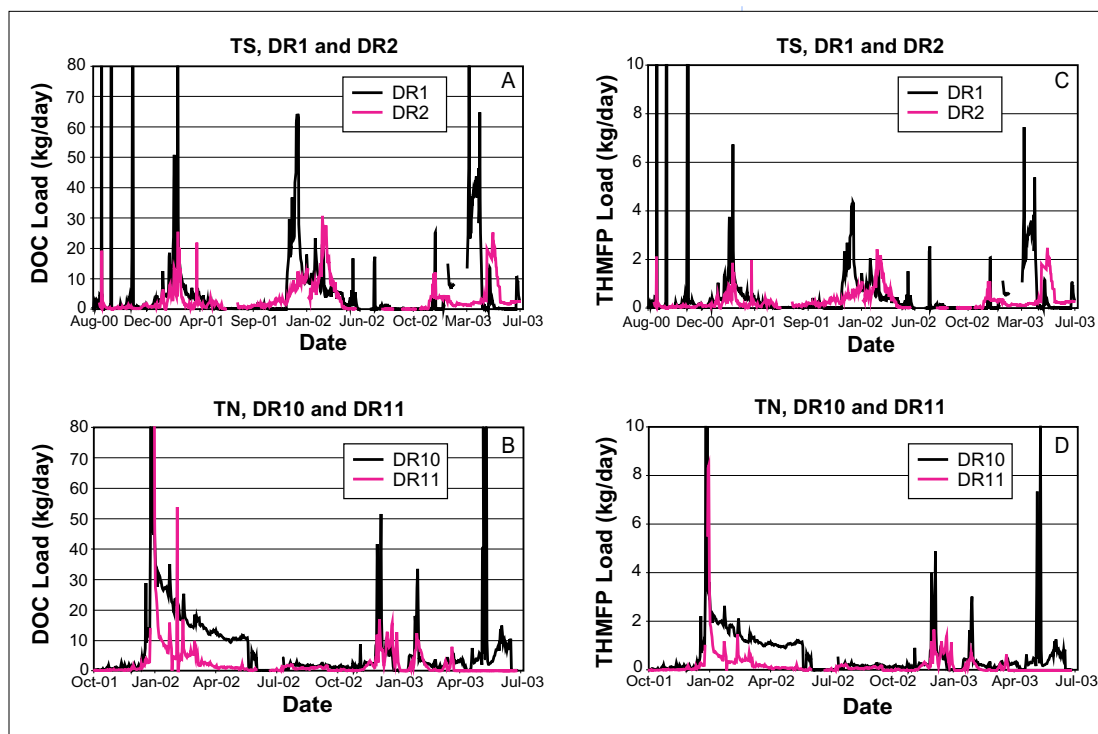 TS, DR1 and DR2
A
DOC Load (kg/day)
80
70
60
50
40
30
20
10
0
DR1
DR2
Aug-00 Dec-00 Apr-01 Sep-01 Jan-02 Jun-02 Oct-02 Mar-03 Jul-03
Date
TS, DR1 and DR2
C
THMFP Load (kg/day)
10
8
6
4
2
0
DR1
DR2
Aug-00 Dec-00 Apr-01 Sep-01 Jan-02 Jun-02 Oct-02 Mar-03 Jul-03
Date
TN, DR10 and DR11
B
DOC Load (kg/day)
80
70
60
50
40
30
20
10
0
DR10
DR11
Oct-01 Jan-02 Apr-02 Jul-02 Oct-02 Jan-03 Apr-03 Jul-03
Date
TN, DR10 and DR11
D
THMFP Load (kg/day)
10
8
6
4
2
0
DR10
DR11
Oct-01 Jan-02 Apr-02 Jul-02 Oct-02 Jan-03 Apr-03 Jul-03
Date